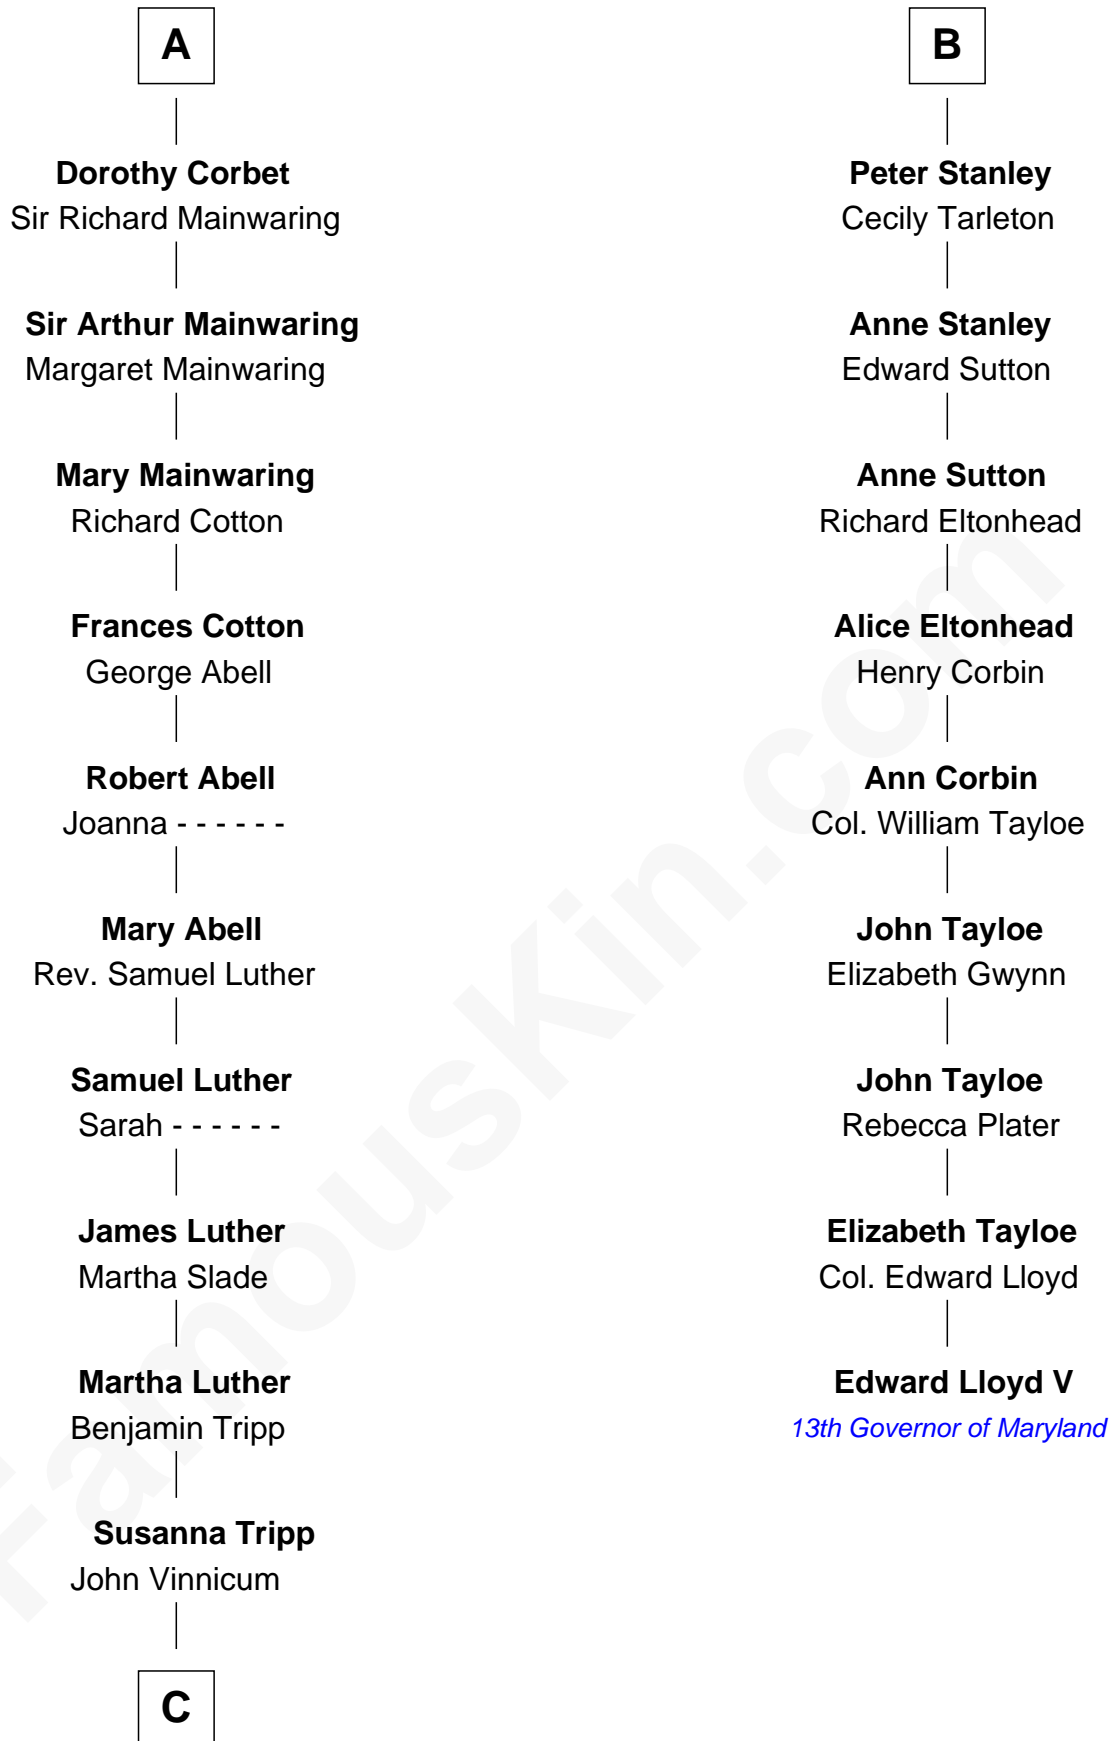 A
Dorothy Corbet
Sir Richard Mainwaring
Sir Arthur Mainwaring
Margaret Mainwaring
Mary Mainwaring
Richard Cotton
Frances Cotton
George Abell
Robert Abell
Joanna - - - - - -
Mary Abell
Rev. Samuel Luther
Samuel Luther
Sarah - - - - - -
James Luther
Martha Slade
Martha Luther
Benjamin Tripp
Susanna Tripp
John Vinnicum
C
B
Peter Stanley
Cecily Tarleton
Anne Stanley
Edward Sutton
Anne Sutton
Richard Eltonhead
Alice Eltonhead
Henry Corbin
Ann Corbin
Col. William Tayloe
John Tayloe
Elizabeth Gwynn
John Tayloe
Rebecca Plater
Elizabeth Tayloe
Col. Edward Lloyd
Edward Lloyd V
13th Governor of Maryland
FamousKin.com